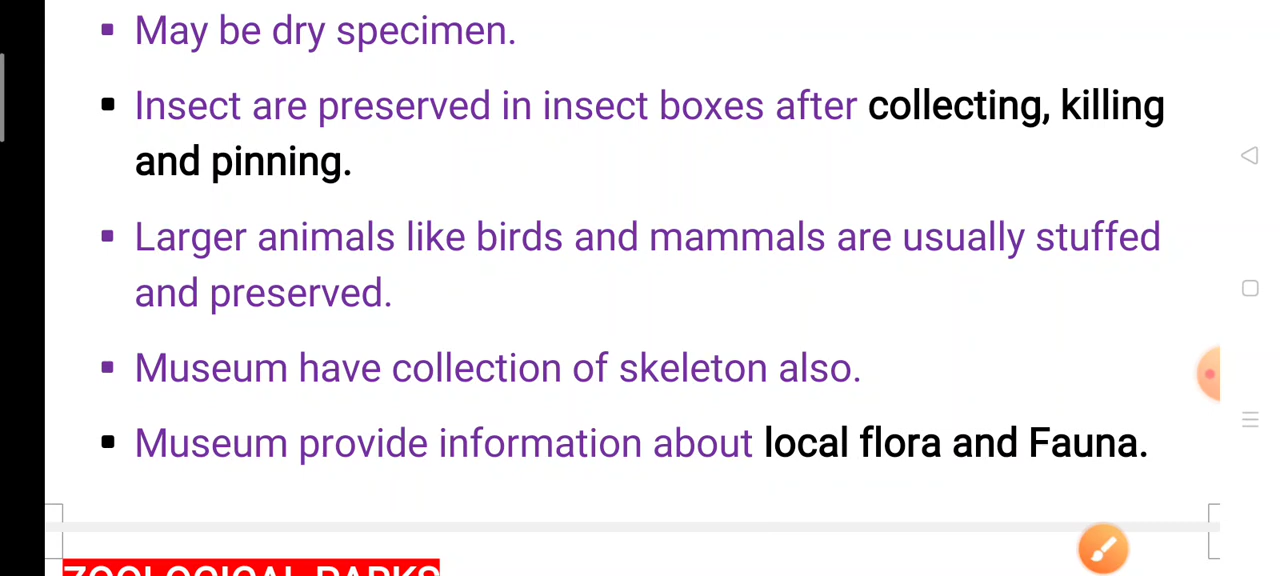 May be dry specimen.
Insect are preserved in insect boxes after collecting, killing
and pinning.
Larger animals like birds and mammals are usually stuffed
and preserved.
Museum have collection of skeleton also.
Museum provide information about local flora and Fauna.
ZOOLOGICAL PARKS